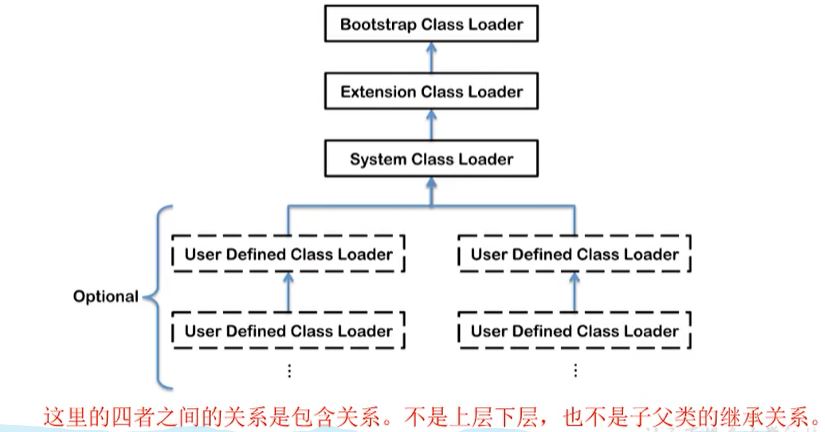 Bootstrap Class Loader
Extension Class Loader
System Class Loader
User Defined Class Loader
User Defined Class Loader
Optional
User Defined Class Loader
User Defined Class Loader
这里的四者之间的关系是包含关系。不是上层下层，也不是子父类的继承关系。